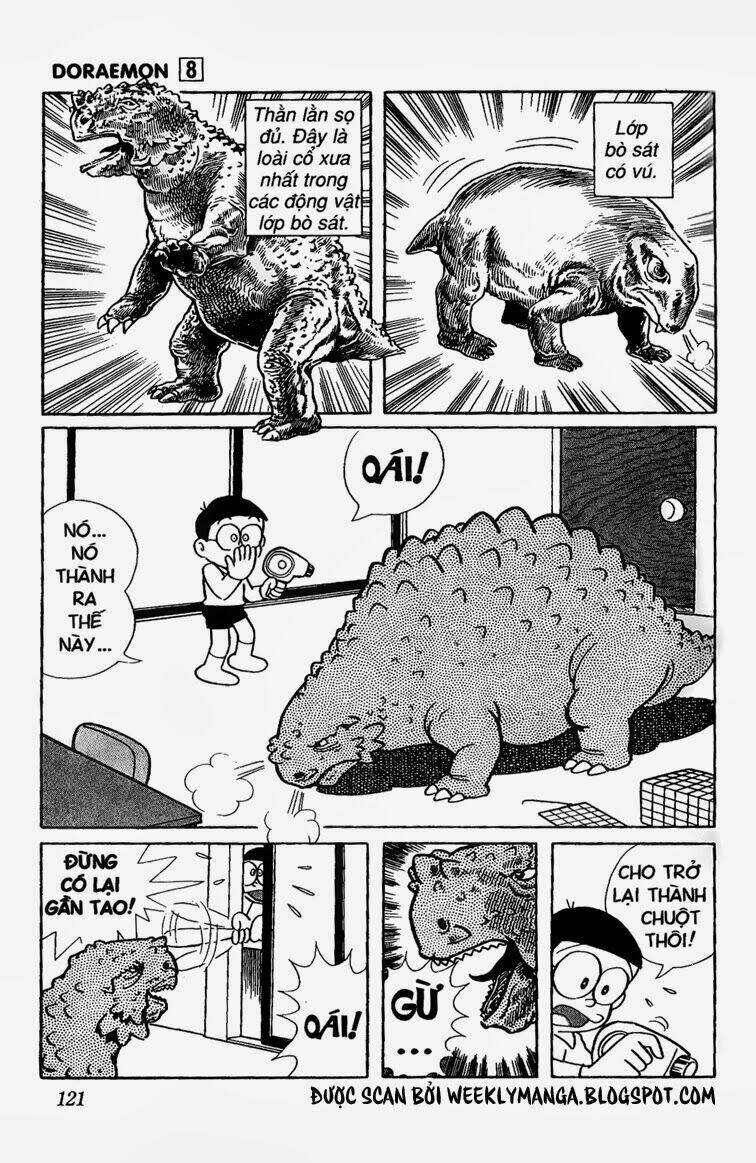 DORAEMON 8
Thằn lằn sọ
đủ. Đây là
loài cổ xưa
nhất trong
các động vật
lớp bò sát.
Lớp
bò sát
có vú.
OÁI!
NÓ...
NÓ
THÀNH
RA
THẾ
NÀY...
ĐỪNG
CÓ LẠI
GẦN TAO!
OÁI!
GỪ
...
CHO TRỞ
LẠI THÀNH
CHUỘT
THÔI!
121
ĐƯỢC SCAN BỞI WEEKLYMANGA.BLOGSPOT.COM